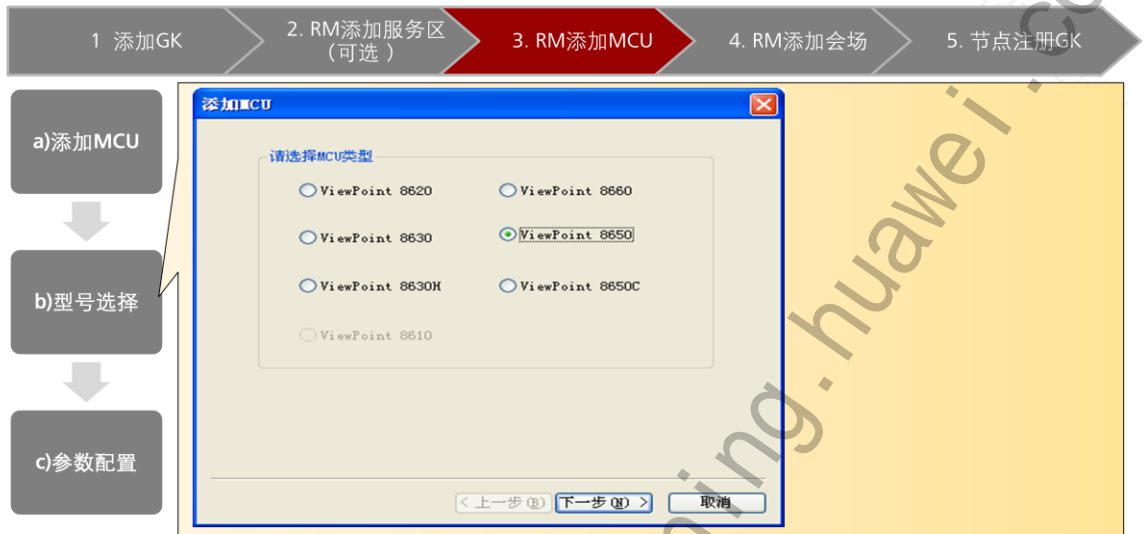 1 添加GK
2. RM添加服务区
（可选 ）
3. RM添加MCU
4. RM添加会场
5. 节点注册GK
a)添加MCU
b)型号选择
c)参数配置
添加MCU
请选择MCU类型
ViewPoint 8620
ViewPoint 8660
ViewPoint 8630
ViewPoint 8650
ViewPoint 8630H
ViewPoint 8650C
ViewPoint 8610
< 上一步(B)
下一步(N) >
取消
ning.huawei.co